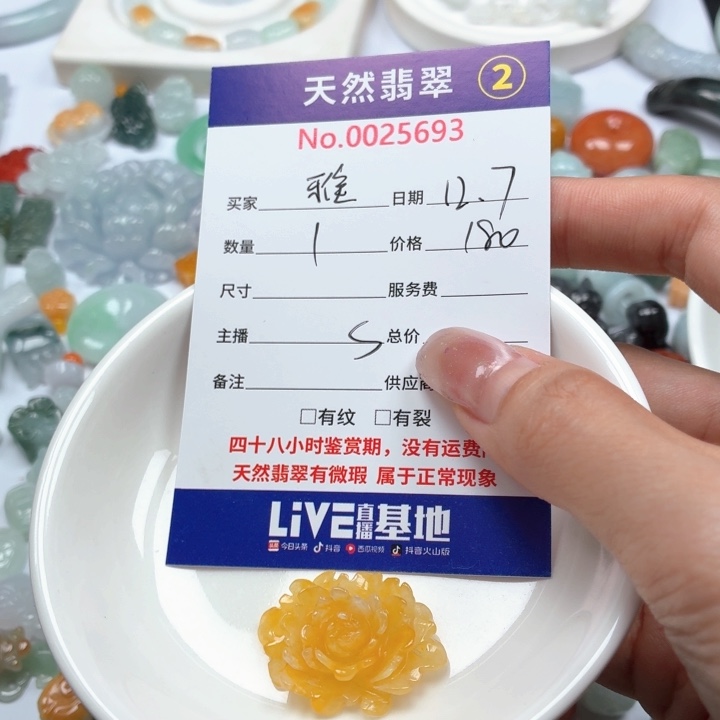 天然翡翠 2
No.0025693
买家 雅 日期 12.7
数量 1 价格 180
尺寸 服务费
主播 S 总价
备注 供应商
□有纹 □有裂
四十八小时鉴赏期，没有运费
天然翡翠有微瑕 属于正常现象
LiVE直播基地
今日头条 抖音 西瓜视频 抖音火山版